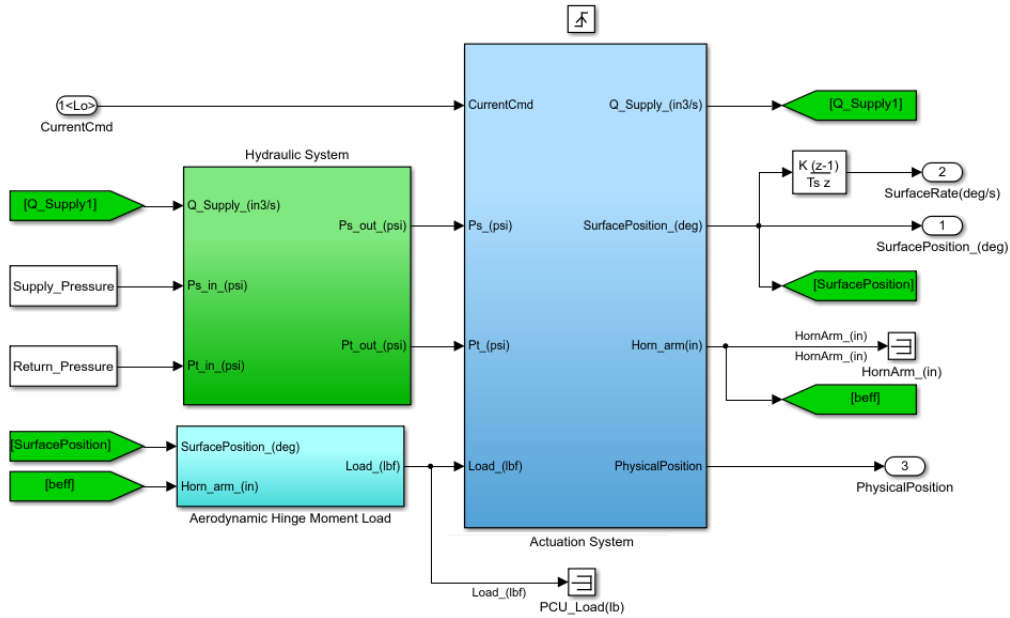 1<Lo>
CurrentCmd
CurrentCmd
Q_Supply_(in3/s)
[Q_Supply1]
Hydraulic System
K (z-1)
Ts z
2
SurfaceRate(deg/s)
[Q_Supply1]
Q_Supply_(in3/s)
Ps_out_(psi)
Ps_(psi)
SurfacePosition_(deg)
1
SurfacePosition_(deg)
Supply_Pressure
Ps_in_(psi)
[SurfacePosition]
Return_Pressure
Pt_in_(psi)
Pt_out_(psi)
Pt_(psi)
Horn_arm(in)
HornArm_(in)
HornArm_(in)
HornArm_(in)
[beff]
[SurfacePosition]
SurfacePosition_(deg)
Load_(lbf)
Load_(lbf)
PhysicalPosition
3
PhysicalPosition
[beff]
Horn_arm_(in)
Aerodynamic Hinge Moment Load
Actuation System
Load_(lbf)
PCU_Load(lb)